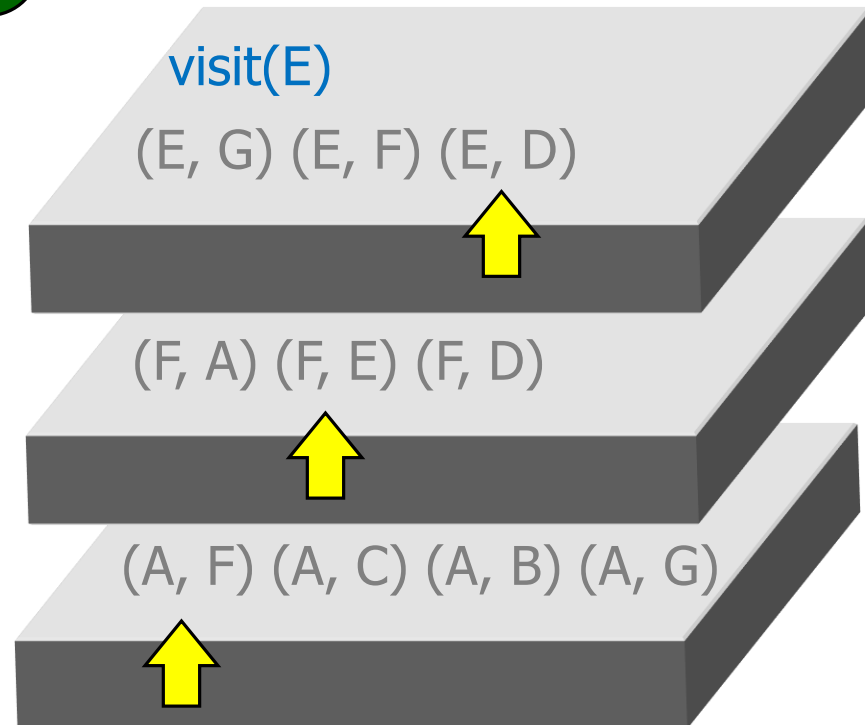 visit(E)
(E, G) (E, F) (E, D)
(F, A) (F, E) (F, D)
(A, F) (A, C) (A, B) (A, G)